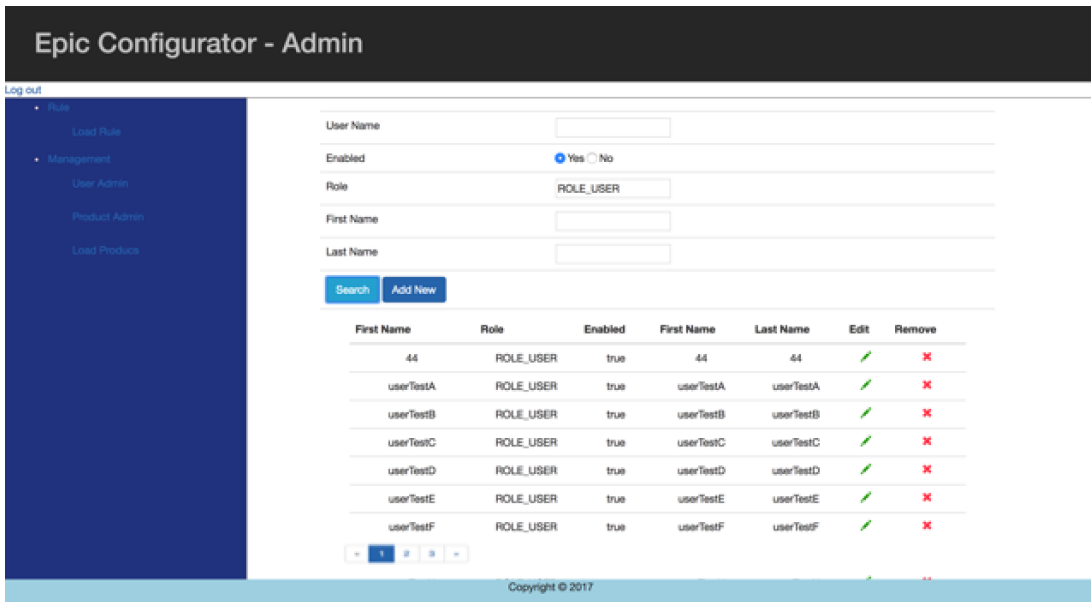 Epic Configurator - Admin
Log out
Rule
Load Rule
Management
User Admin
Product Admin
Load Produce
User Name
Enabled Yes No
Role ROLE_USER
First Name
Last Name
Search Add New
First Name Role Enabled First Name Last Name Edit Remove
44 ROLE_USER true 44 44
userTestA ROLE_USER true userTestA userTestA
userTestB ROLE_USER true userTestB userTestB
userTestC ROLE_USER true userTestC userTestC
userTestD ROLE_USER true userTestD userTestD
userTestE ROLE_USER true userTestE userTestE
userTestF ROLE_USER true userTestF userTestF
« 1 2 3 »
Copyright © 2017